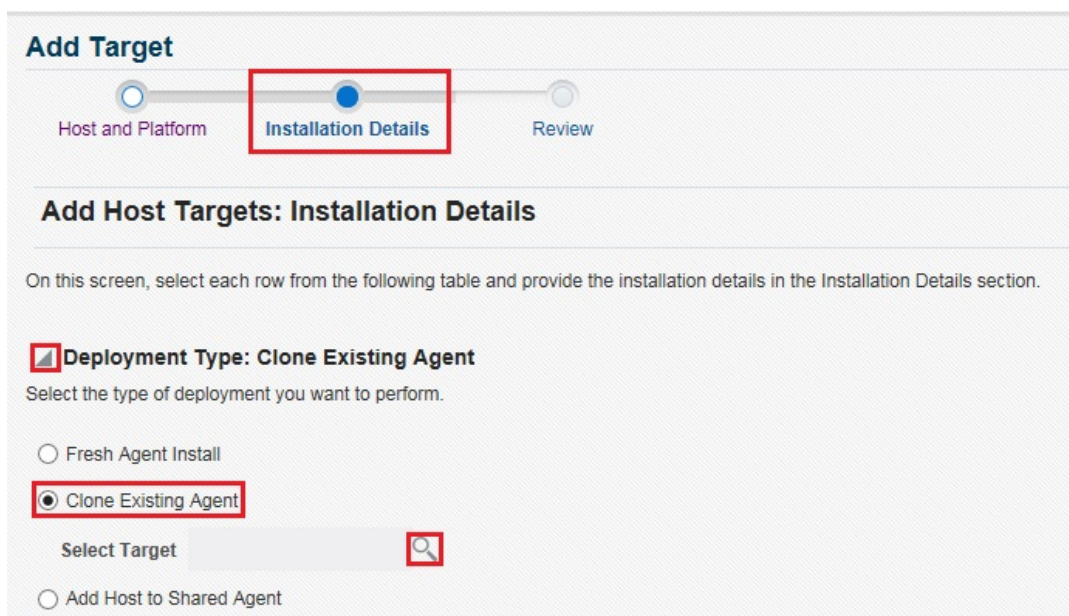 Add Target
Host and Platform Installation Details Review
Add Host Targets: Installation Details
On this screen, select each row from the following table and provide the installation details in the Installation Details section.
Deployment Type: Clone Existing Agent
Select the type of deployment you want to perform.
Fresh Agent Install
Clone Existing Agent
Select Target
Add Host to Shared Agent